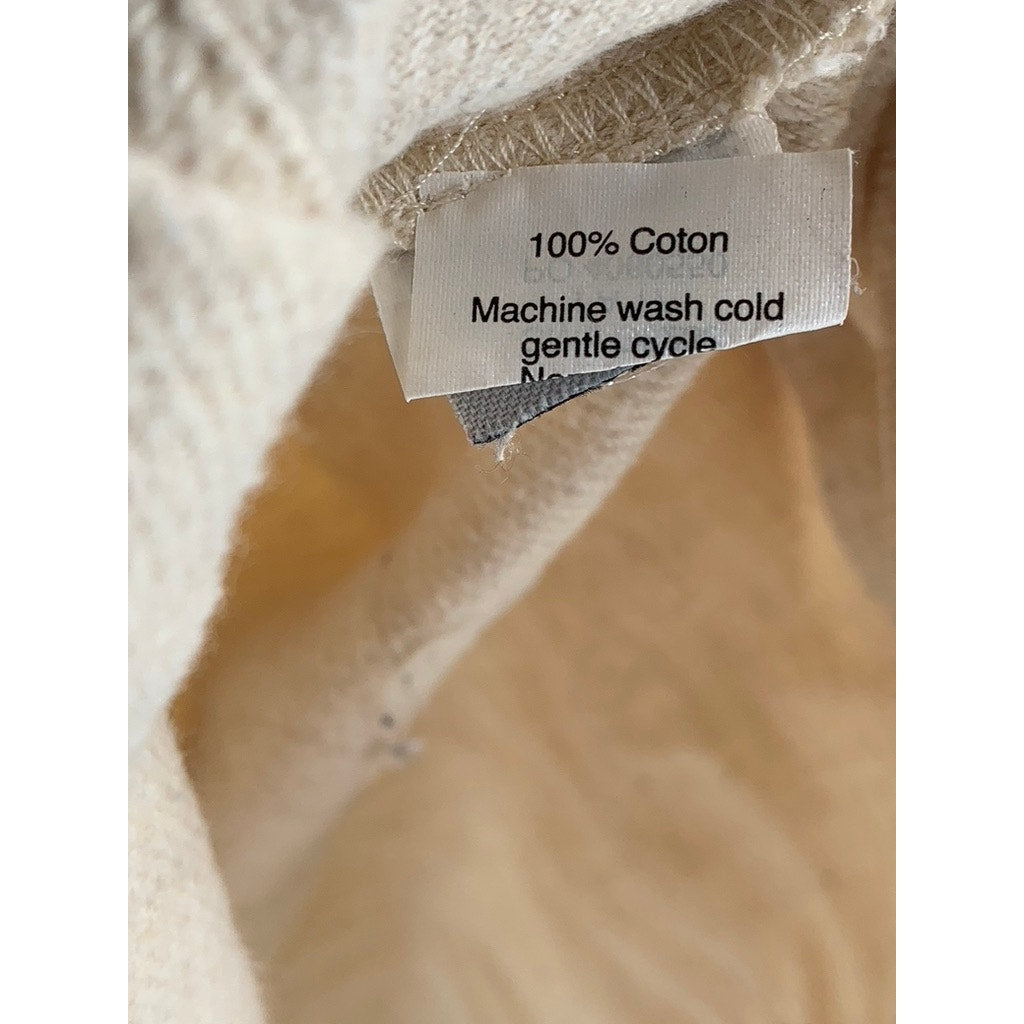 100% Coton
Machine wash cold
gentle cycle